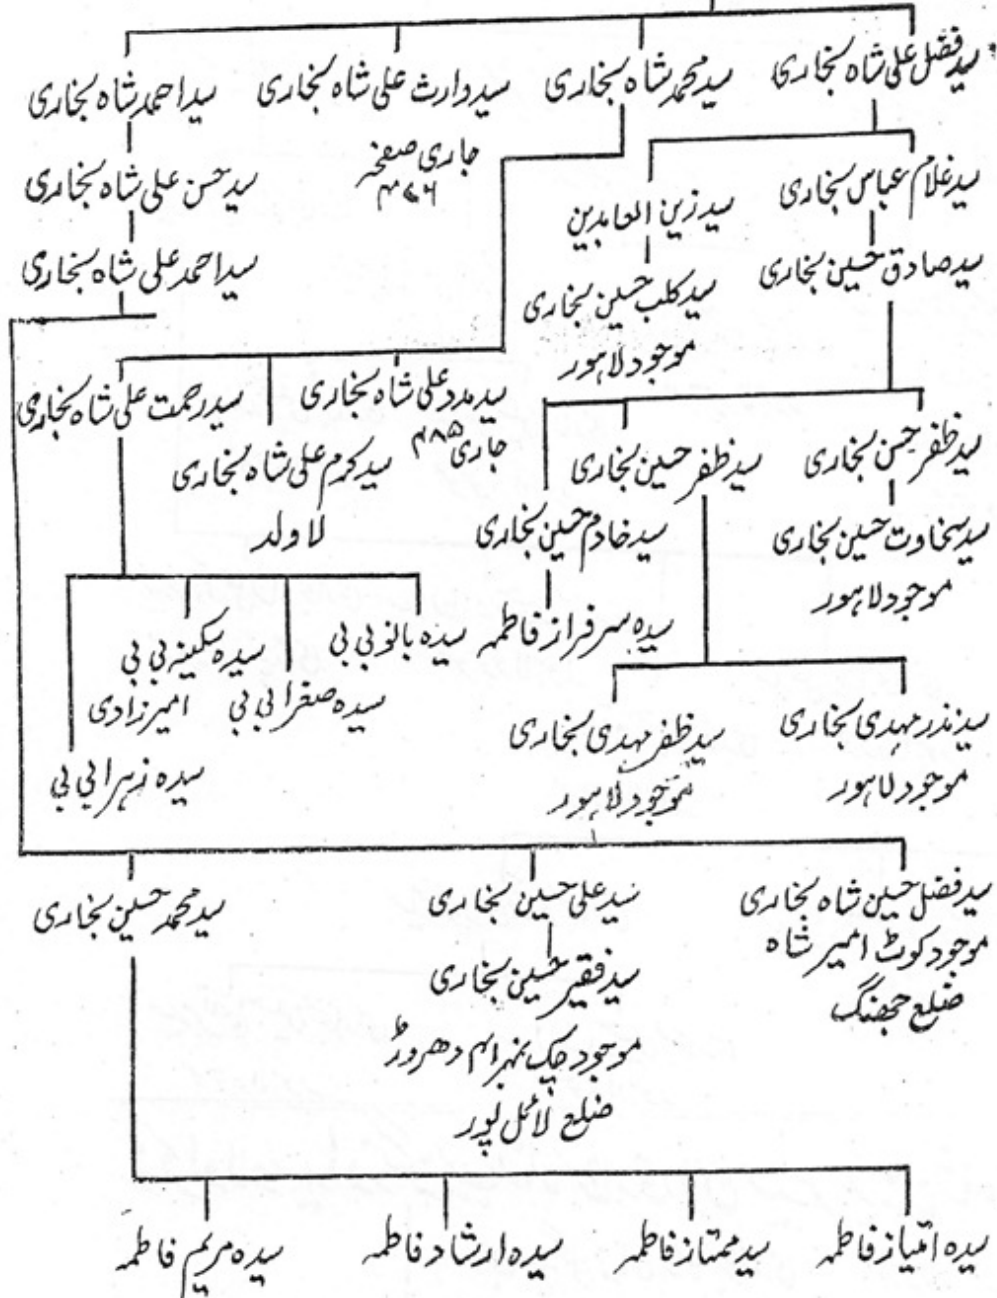 سید فضل علی شاہ بخاری
سید محمد شاہ بخاری
سید وارث علی شاہ بخاری
جاری صفحہ
۴۷۶
سید احمد شاہ بخاری
سید غلام عباس بخاری
سید زین العابدین
سید حسن علی شاہ بخاری
سید صادق حسین بخاری
سید کلب حسین بخاری
موجود لاہور
سید احمد علی شاہ بخاری
سید مدد علی شاہ بخاری
جاری ۴۸۵
سید کرم علی شاہ بخاری
لاولد
سید رحمت علی شاہ بخاری
سید ظفر حسن بخاری
سید ظفر حسین بخاری
سید خادم حسین بخاری
سید سخاوت حسین بخاری
موجود لاہور
سیدہ سرفراز فاطمہ
سیدہ بانو بی بی
سیدہ صغرا بی بی
سیدہ سکینہ بی بی
امیرزادی
سیدہ زہرا بی بی
سید نذر مہدی بخاری
موجود لاہور
سید ظفر مہدی بخاری
موجود لاہور
سید فضل حسین شاہ بخاری
موجود کوٹ امیر شاہ
ضلع جھنگ
سید علی حسین بخاری
سید فقیر حسین بخاری
موجود چک نمبر ۴۱ دھروڑ
ضلع لائل پور
سید محمد حسین بخاری
سیدہ امتیاز فاطمہ
سید ممتاز فاطمہ
سیدہ ارشاد فاطمہ
سیدہ مریم فاطمہ